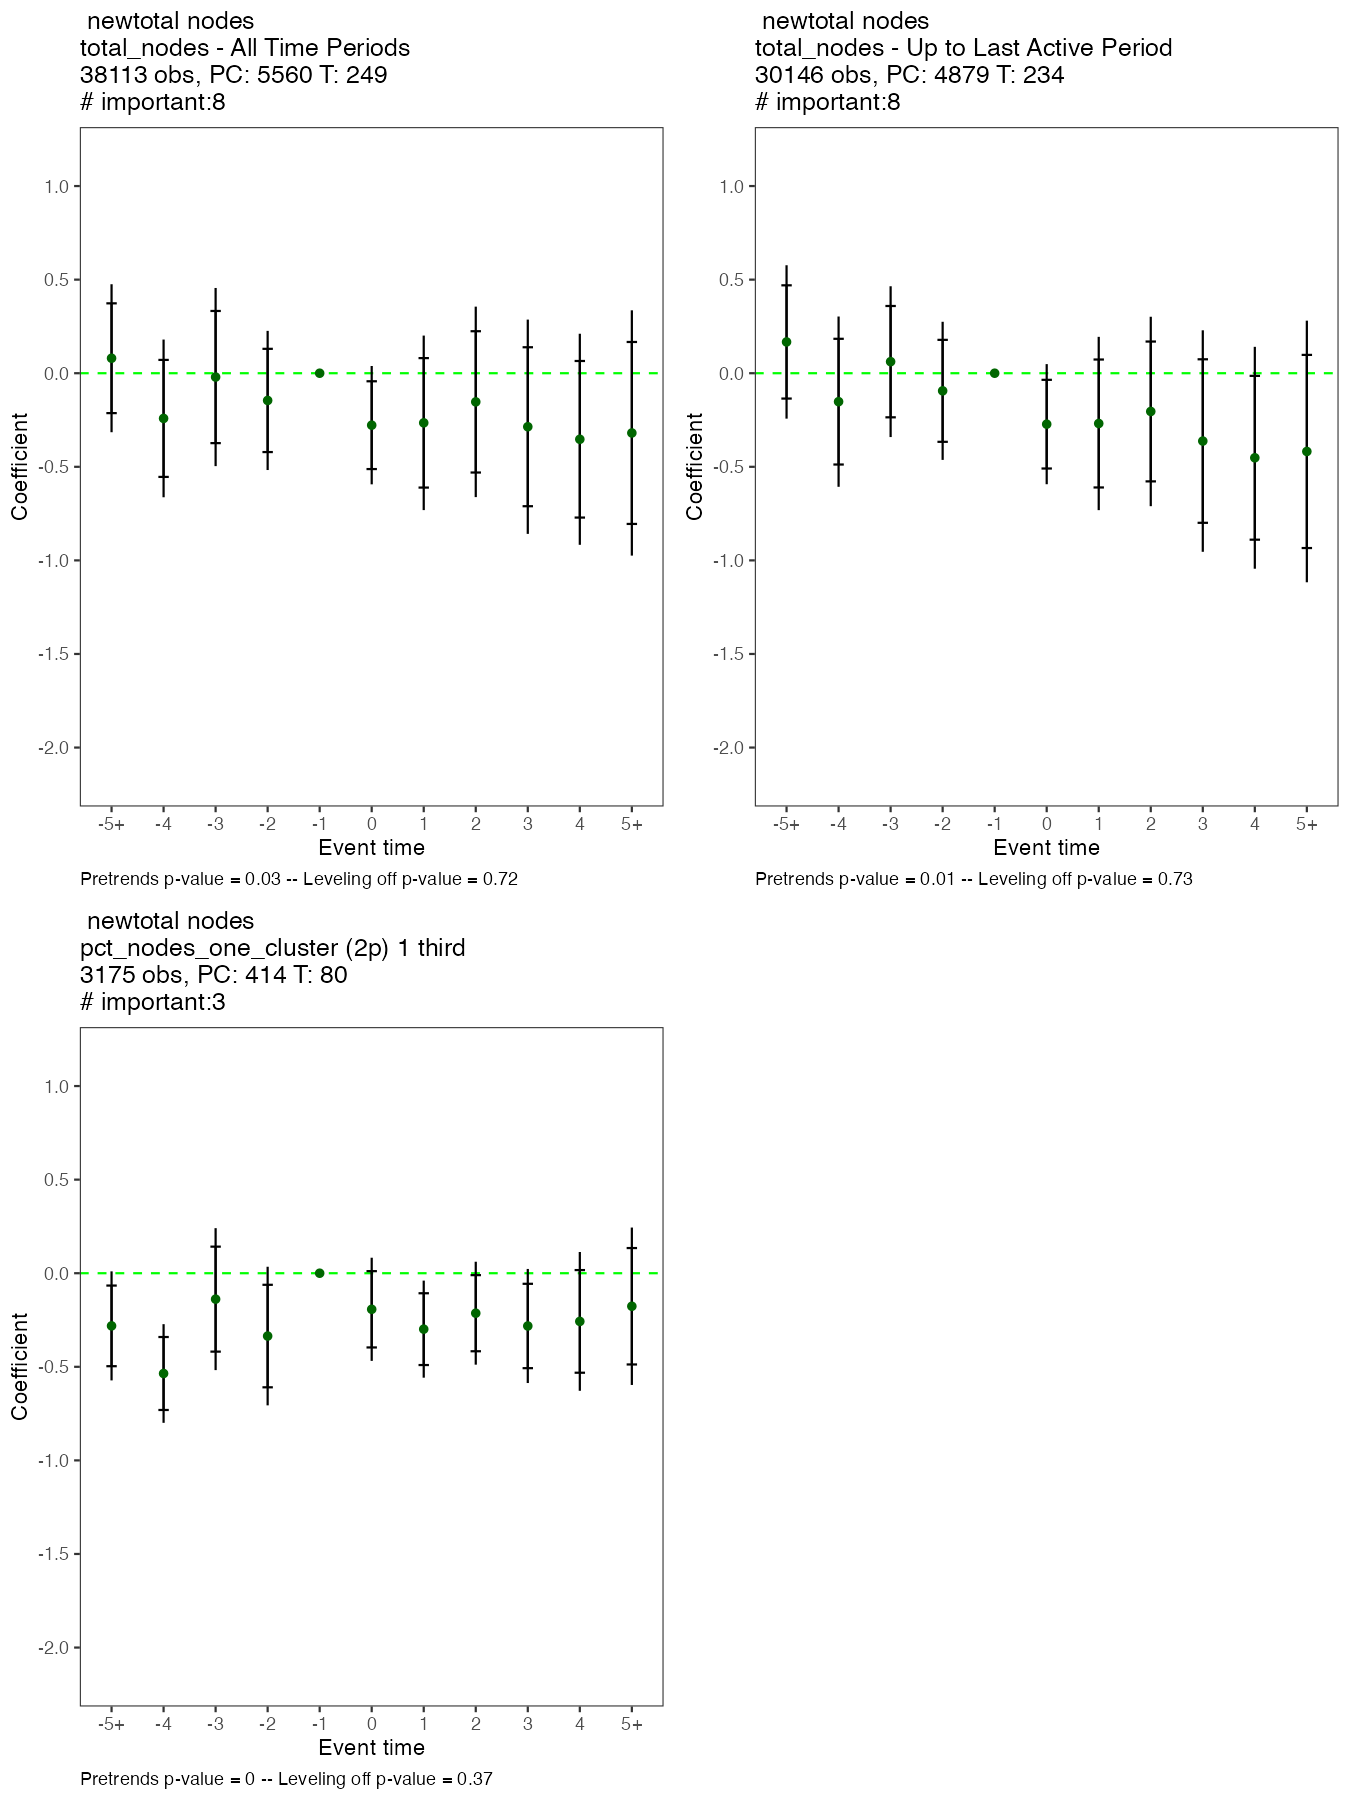 newtotal nodes
total_nodes - All Time Periods
38113 obs, PC: 5560 T: 249
# important:8
1.0
0.5
0.0
-0.5
-1.0
-1.5
-2.0
Coefficient
-5+ -4 -3 -2 -1 0 1 2 3 4 5+
Event time
Pretrends p-value = 0.03 -- Leveling off p-value = 0.72
newtotal nodes
total_nodes - Up to Last Active Period
30146 obs, PC: 4879 T: 234
# important:8
1.0
0.5
0.0
-0.5
-1.0
-1.5
-2.0
Coefficient
-5+ -4 -3 -2 -1 0 1 2 3 4 5+
Event time
Pretrends p-value = 0.01 -- Leveling off p-value = 0.73
newtotal nodes
pct_nodes_one_cluster (2p) 1 third
3175 obs, PC: 414 T: 80
# important:3
1.0
0.5
0.0
-0.5
-1.0
-1.5
-2.0
Coefficient
-5+ -4 -3 -2 -1 0 1 2 3 4 5+
Event time
Pretrends p-value = 0 -- Leveling off p-value = 0.37